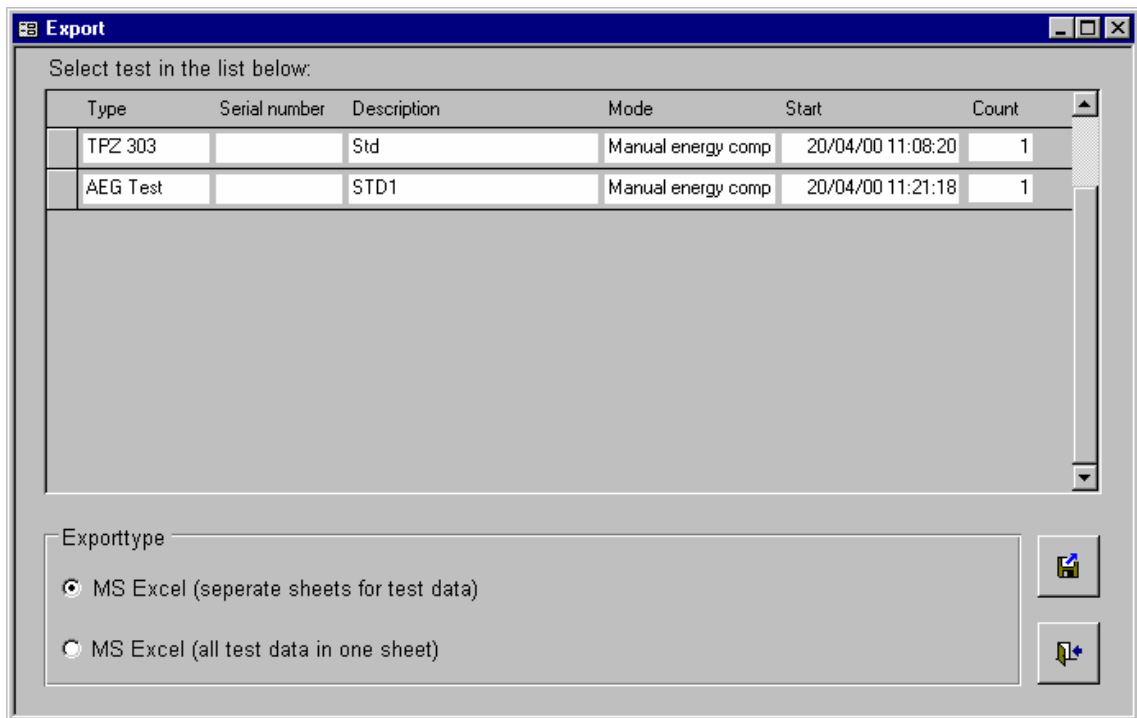 Export
Select test in the list below:
Type Serial number Description Mode Start Count
TPZ 303 Std Manual energy comp 20/04/00 11:08:20 1
AEG Test STD1 Manual energy comp 20/04/00 11:21:18 1
Exporttype
MS Excel (seperate sheets for test data)
MS Excel (all test data in one sheet)